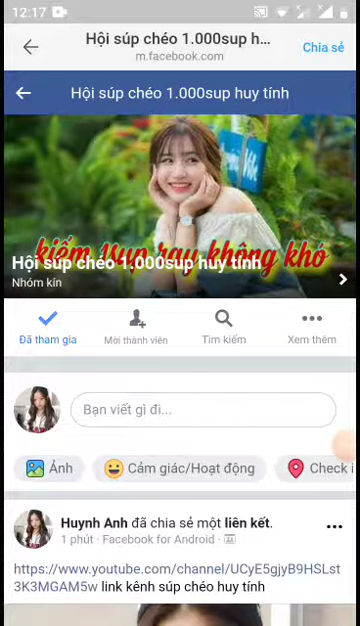 12:17
Hội súp chéo 1.000sup h...
m.facebook.com
Chia sẻ
Hội súp chéo 1.000sup huy tính
kiếm sup ray không khó
Hội súp chéo 1.000sup huy tính
Nhóm kín
Đã tham gia
Mời thành viên
Tìm kiếm
Xem thêm
Bạn viết gì đi...
Ảnh
Cảm giác/Hoạt động
Check i
Huynh Anh đã chia sẻ một liên kết.
1 phút · Facebook for Android ·
https://www.youtube.com/channel/UCyE5gjyB9HSLst
3K3MGAM5w link kênh súp chéo huy tính